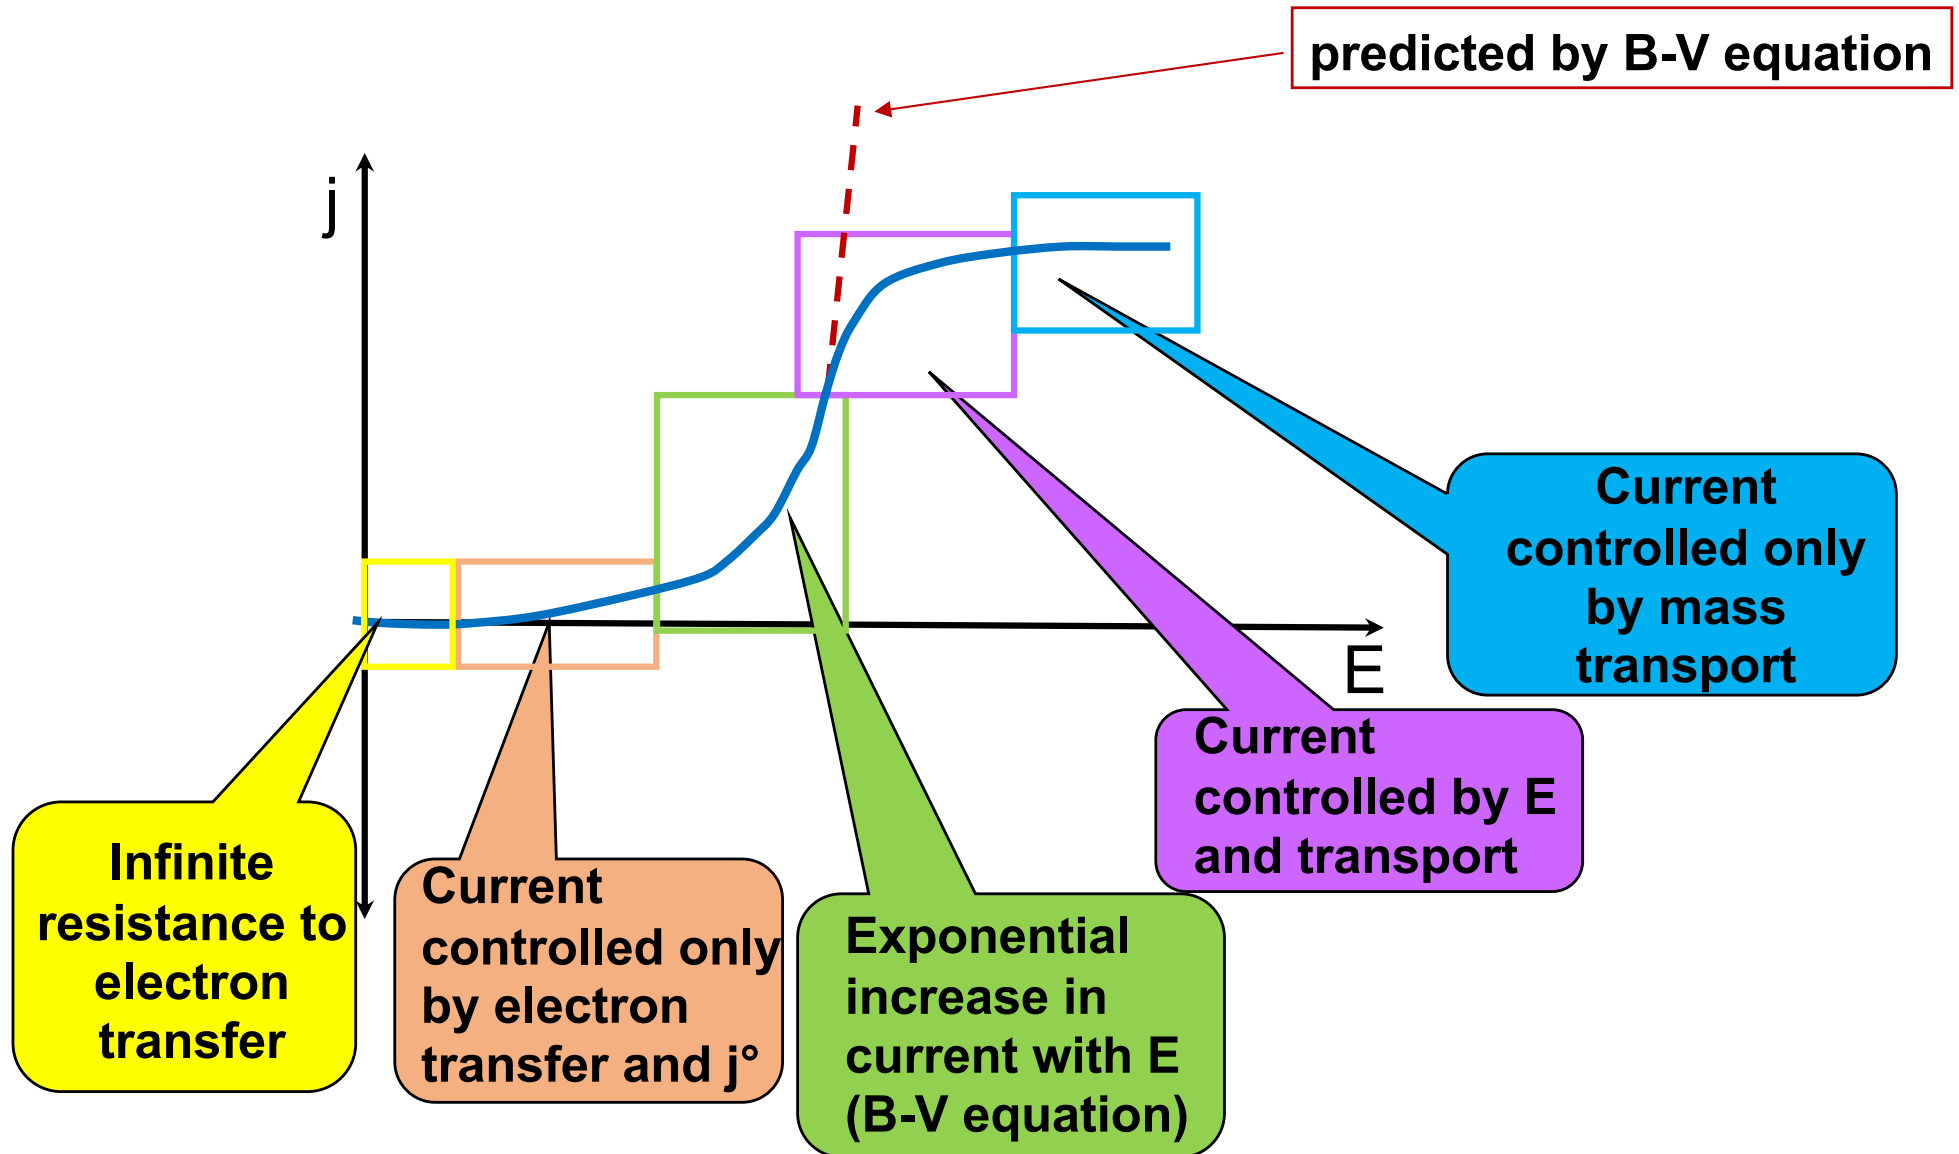 predicted by B-V equation
j
E
Current
controlled only
by mass
transport
Current
controlled by E
and transport
Infinite
resistance to
electron
transfer
Current
controlled only
by electron
transfer and j°
Exponential
increase in
current with E
(B-V equation)